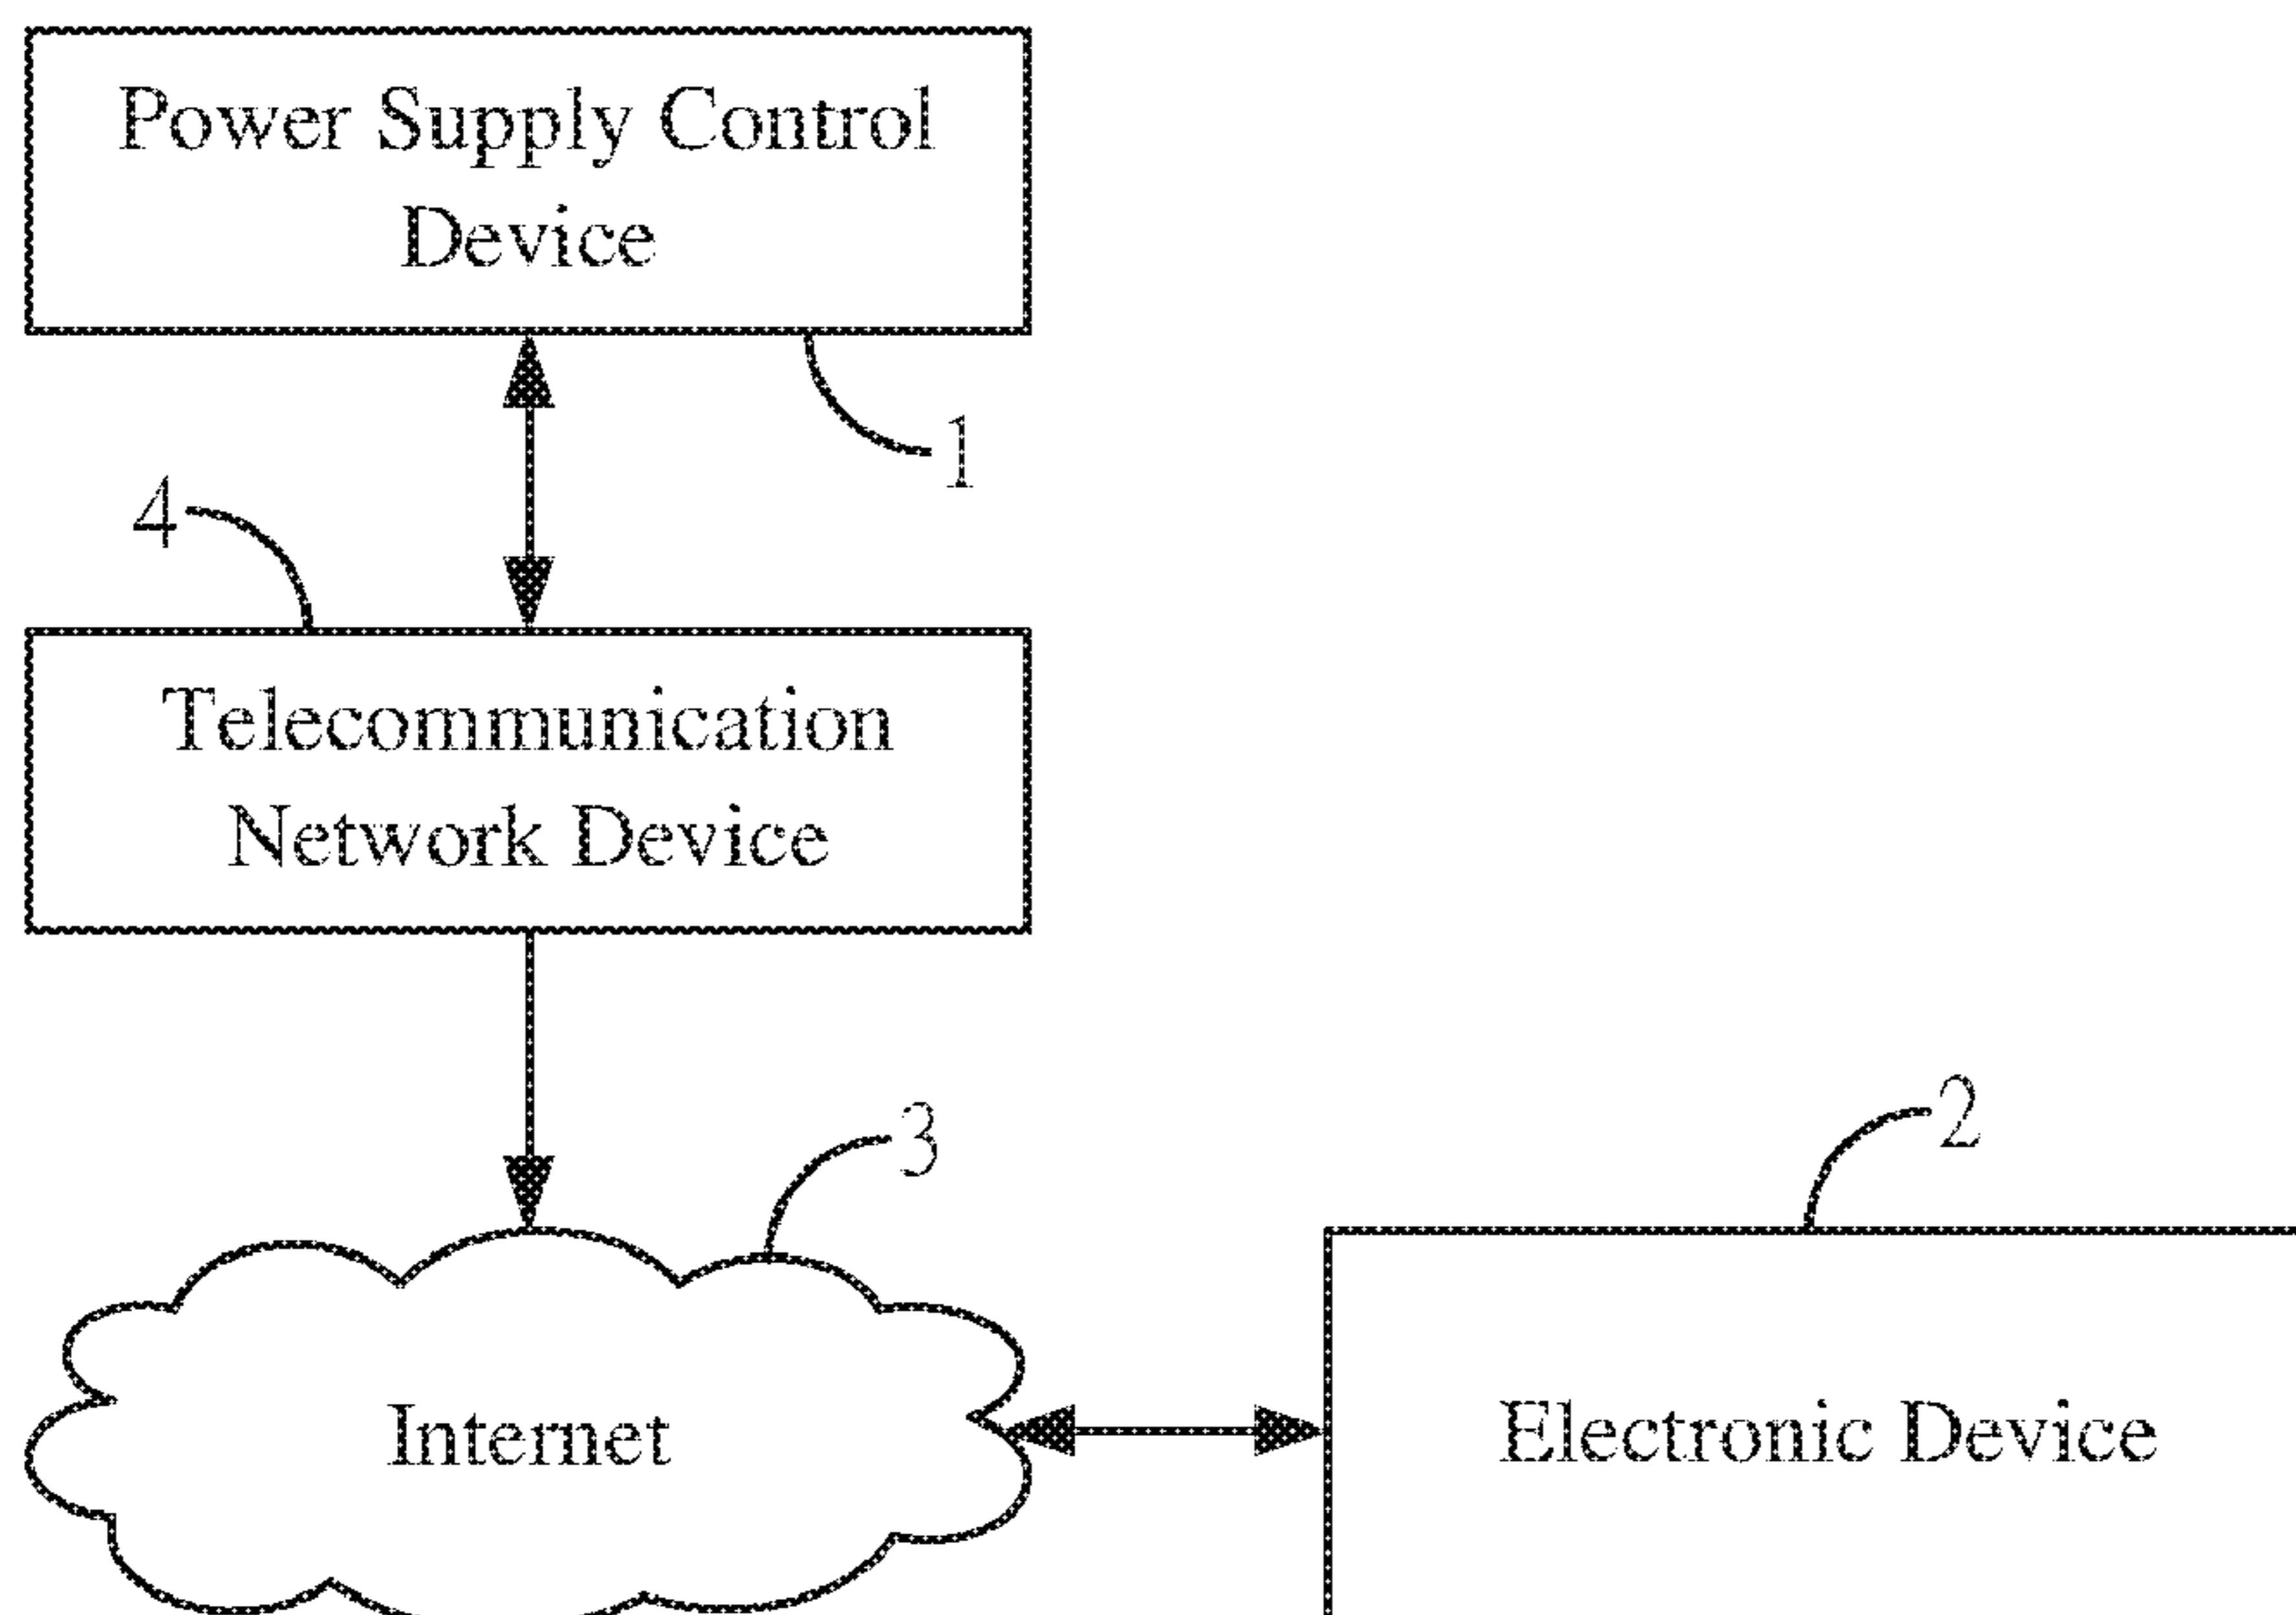 Power Supply Control
Device
1
4
Telecommunication
Network Device
3
2
Internet
Electronic Device